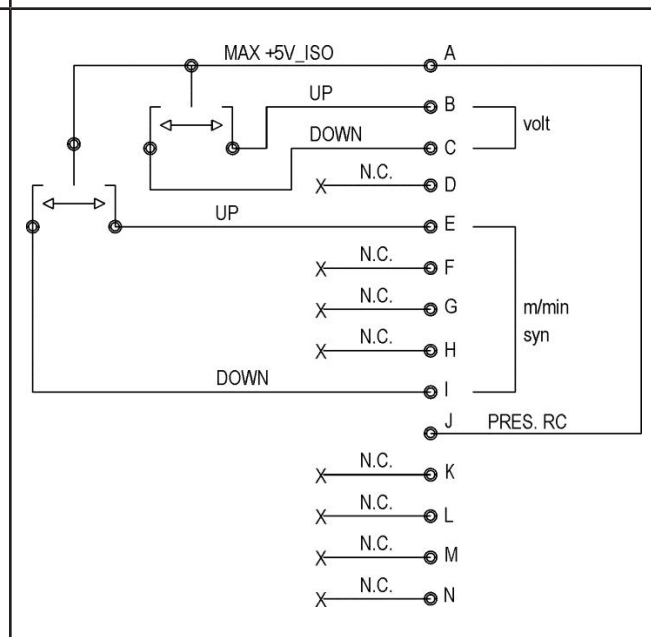 MAX +5V_ISO A
UP B
volt
DOWN C
N.C. D
UP E
N.C. F
N.C. G
m/min
syn
N.C. H
DOWN I
J PRES. RC
N.C. K
N.C. L
N.C. M
N.C. N